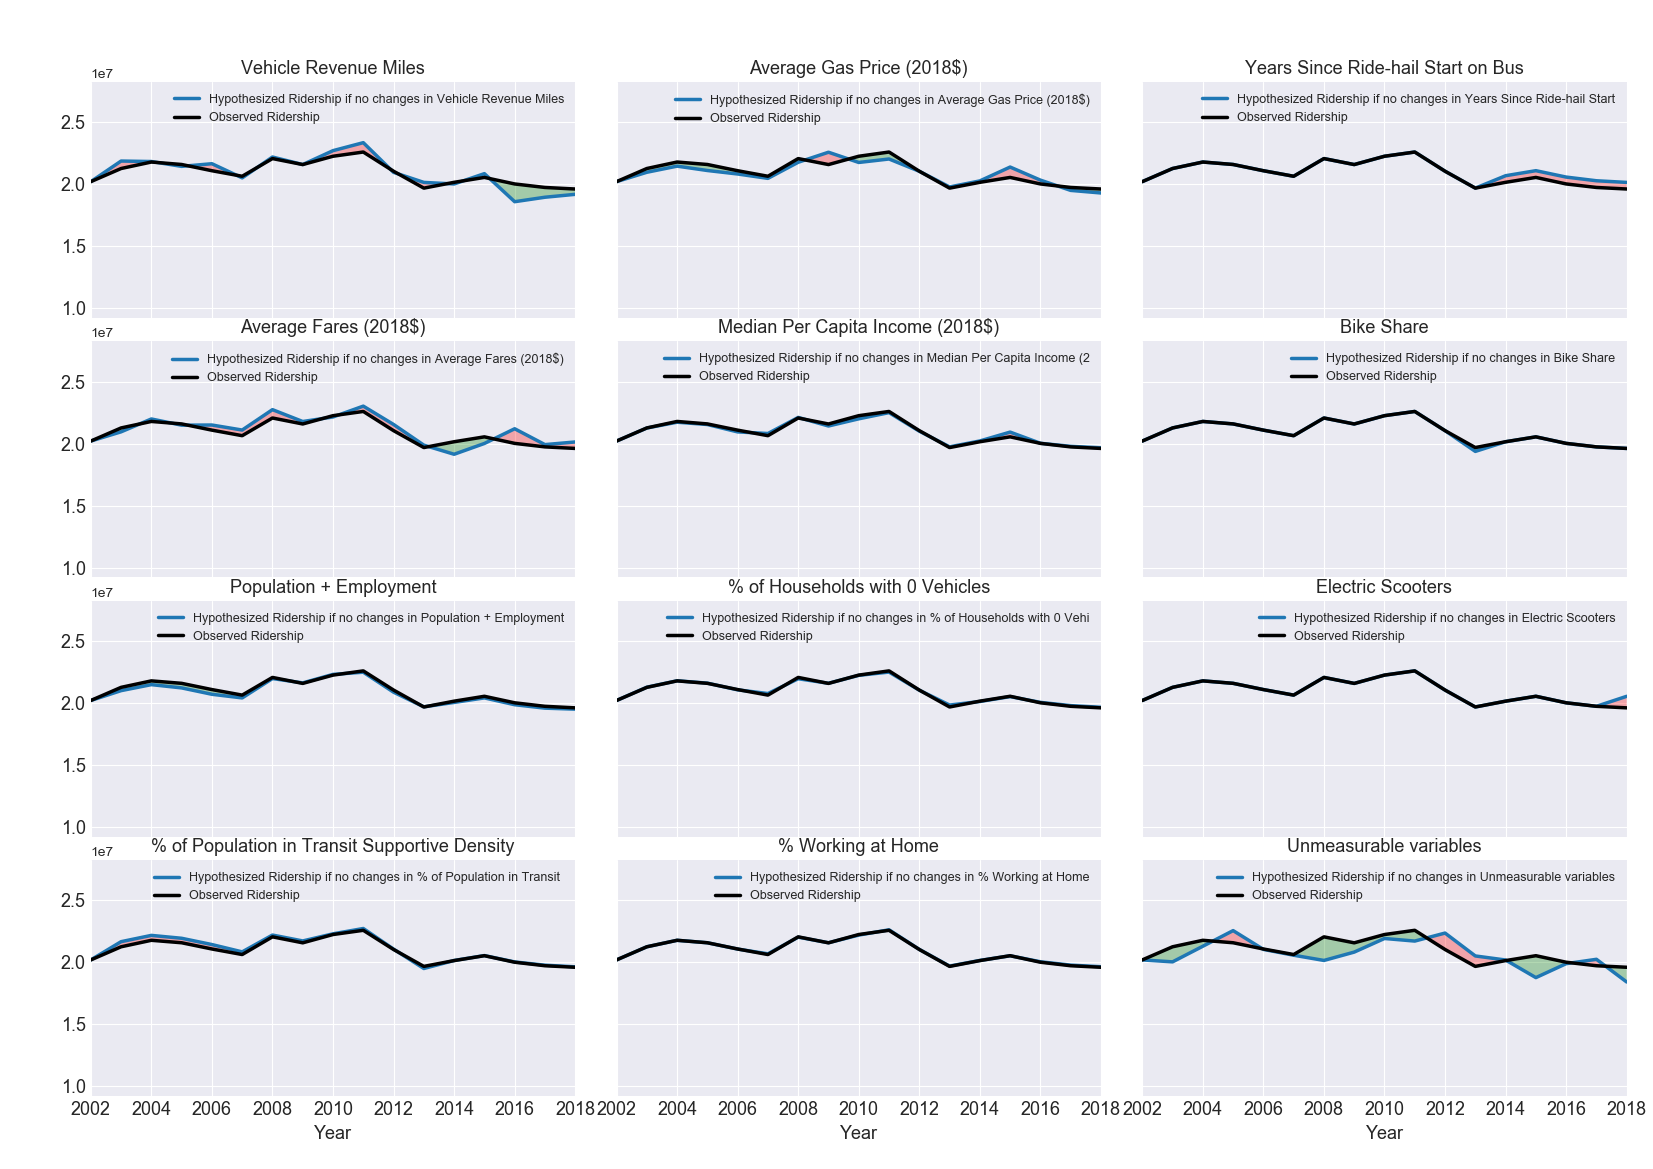 Vehicle Revenue Miles
1e7
Hypothesized Ridership if no changes in Vehicle Revenue Miles
Observed Ridership
2.5
2.0
1.5
1.0
Average Gas Price (2018$)
Hypothesized Ridership if no changes in Average Gas Price (2018$)
Observed Ridership
Years Since Ride-hail Start on Bus
Hypothesized Ridership if no changes in Years Since Ride-hail Start
Observed Ridership
Average Fares (2018$)
1e7
Hypothesized Ridership if no changes in Average Fares (2018$)
Observed Ridership
2.5
2.0
1.5
1.0
Median Per Capita Income (2018$)
Hypothesized Ridership if no changes in Median Per Capita Income (2
Observed Ridership
Bike Share
Hypothesized Ridership if no changes in Bike Share
Observed Ridership
Population + Employment
1e7
Hypothesized Ridership if no changes in Population + Employment
Observed Ridership
2.5
2.0
1.5
1.0
% of Households with 0 Vehicles
Hypothesized Ridership if no changes in % of Households with 0 Vehi
Observed Ridership
Electric Scooters
Hypothesized Ridership if no changes in Electric Scooters
Observed Ridership
% of Population in Transit Supportive Density
1e7
Hypothesized Ridership if no changes in % of Population in Transit
Observed Ridership
2.5
2.0
1.5
1.0
2002 2004 2006 2008 2010 2012 2014 2016 2018
Year
% Working at Home
Hypothesized Ridership if no changes in % Working at Home
Observed Ridership
2002 2004 2006 2008 2010 2012 2014 2016 2018
Year
Unmeasurable variables
Hypothesized Ridership if no changes in Unmeasurable variables
Observed Ridership
2002 2004 2006 2008 2010 2012 2014 2016 2018
Year